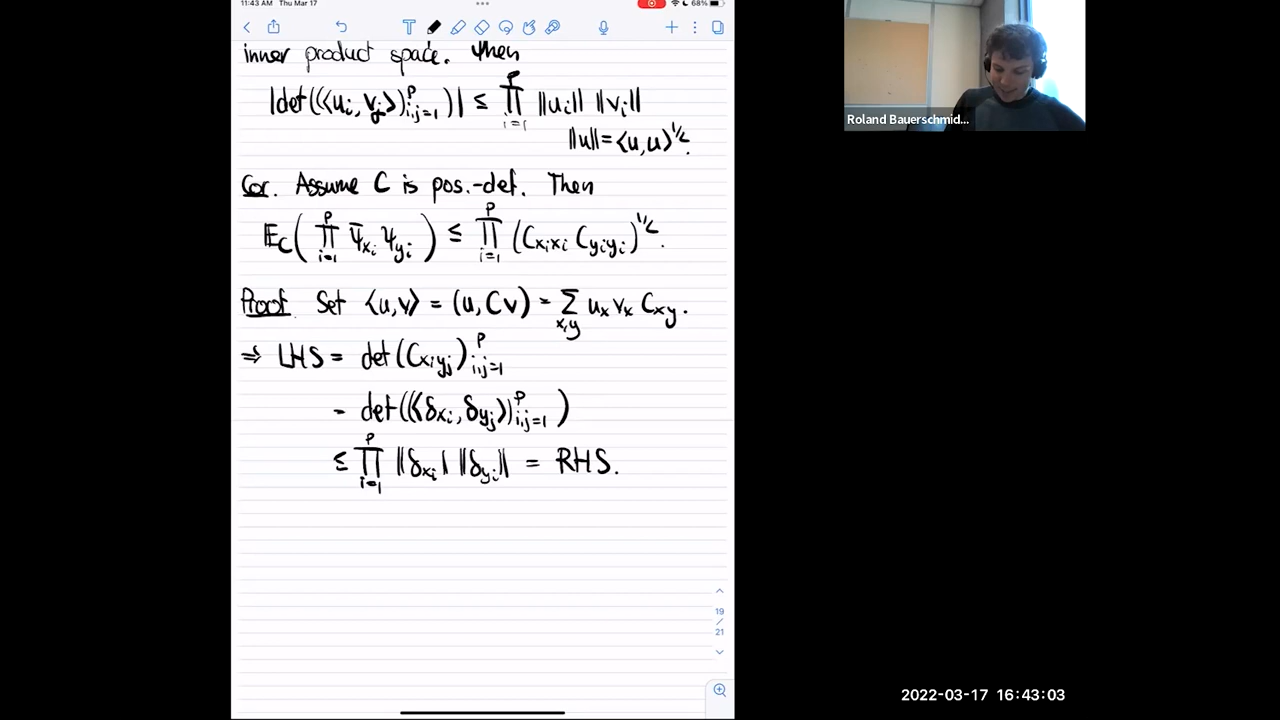 11:43 AM Thu Mar 17
68%
inner product space. Then
|det((⟨u_i, v_j⟩)_{i,j=1}^p)| ≤ ∏_{i=1}^p ‖u_i‖ ‖v_i‖
‖u‖ = ⟨u,u⟩^{1/2}.
Cor. Assume C is pos.-def. Then
𝔼_C(∏_{i=1}^p ψ̄_{x_i} ψ_{y_i}) ≤ ∏_{i=1}^p (C_{x_i x_i} C_{y_i y_i})^{1/2}.
Proof. Set ⟨u,v⟩ = (u, Cv) = ∑_{x,y} u_x v_x C_{xy}.
⇒ LHS = det(C_{x_i y_j})_{i,j=1}^p
= det((⟨δ_{x_i}, δ_{y_j}⟩)_{i,j=1}^p)
≤ ∏_{i=1}^p ‖δ_{x_i}‖ ‖δ_{y_i}‖ = RHS.
19
/
21
Roland Bauerschmid...
2022-03-17 16:43:03